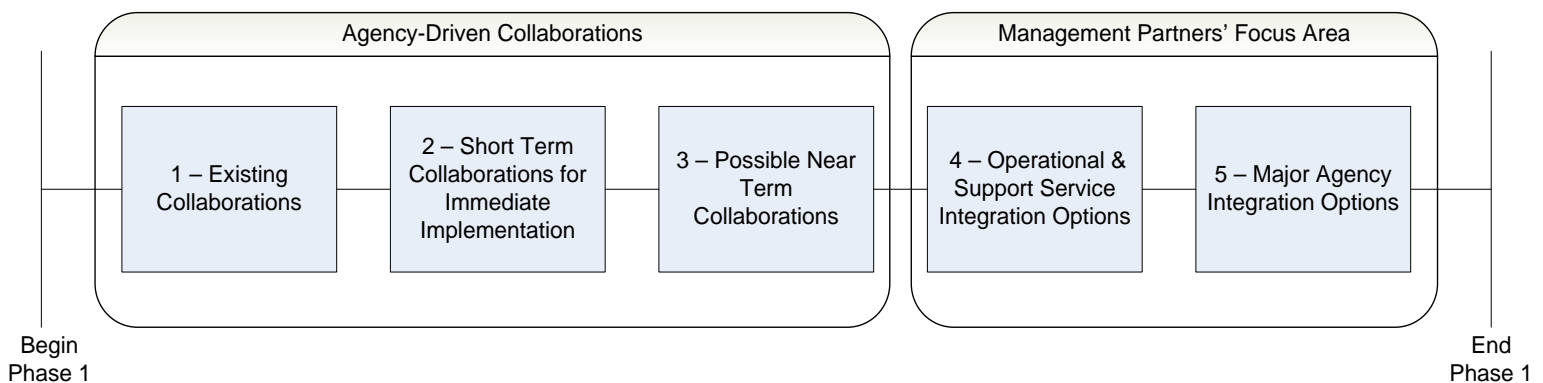 Agency-Driven Collaborations
Management Partners’ Focus Area
1 – Existing
Collaborations
2 – Short Term
Collaborations for
Immediate
Implementation
3 – Possible Near
Term
Collaborations
4 – Operational &
Support Service
Integration Options
5 – Major Agency
Integration Options
Begin
Phase 1
End
Phase 1